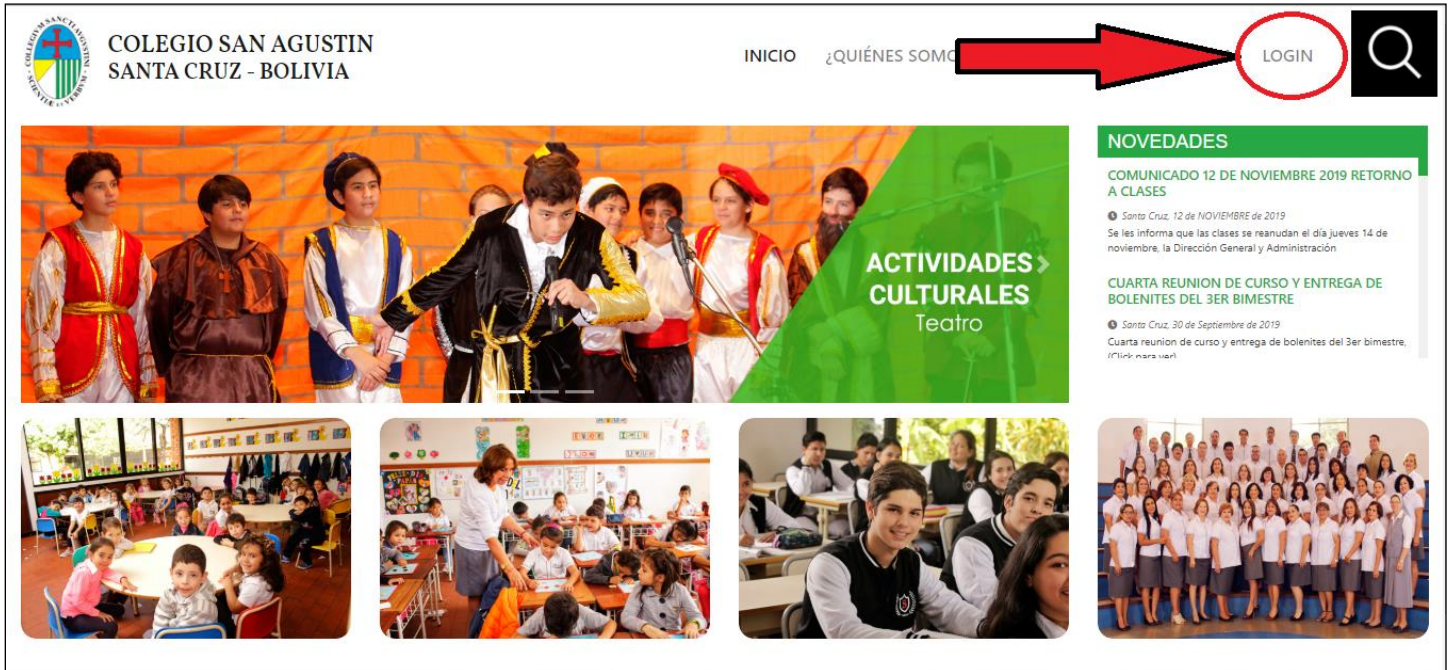 COLEGIO SAN AGUSTIN
SANTA CRUZ - BOLIVIA
INICIO ¿QUIÉNES SOMO LOGIN
NOVEDADES
COMUNICADO 12 DE NOVIEMBRE 2019 RETORNO
A CLASES
Santa Cruz, 12 de NOVIEMBRE de 2019
Se les informa que las clases se reanudan el día jueves 14 de
noviembre, la Dirección General y Administración
CUARTA REUNION DE CURSO Y ENTREGA DE
BOLENITES DEL 3ER BIMESTRE
Santa Cruz, 30 de Septiembre de 2019
Cuarta reunion de curso y entrega de bolenites del 3er bimestre,
(Click para ver)
ACTIVIDADES
CULTURALES
Teatro